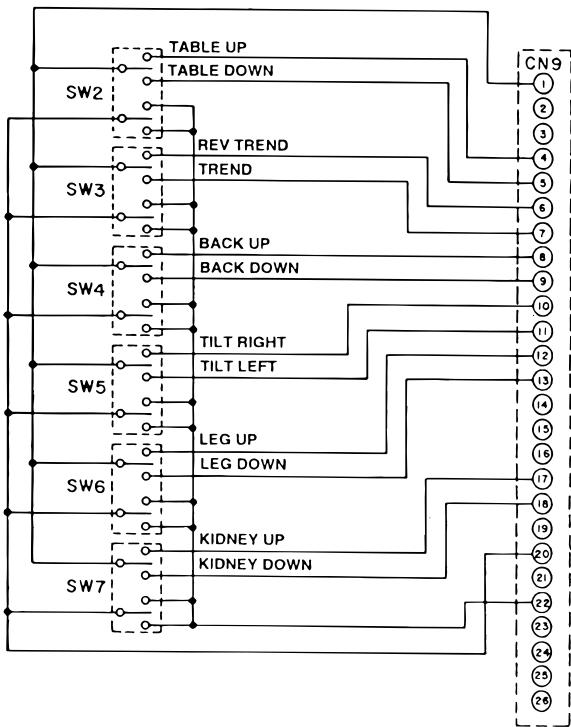 TABLE UP
TABLE DOWN
SW2
REV TREND
TREND
SW3
BACK UP
BACK DOWN
SW4
TILT RIGHT
TILT LEFT
SW5
LEG UP
LEG DOWN
SW6
KIDNEY UP
KIDNEY DOWN
SW7
CN9
1
2
3
4
5
6
7
8
9
10
11
12
13
14
15
16
17
18
19
20
21
22
23
24
25
26